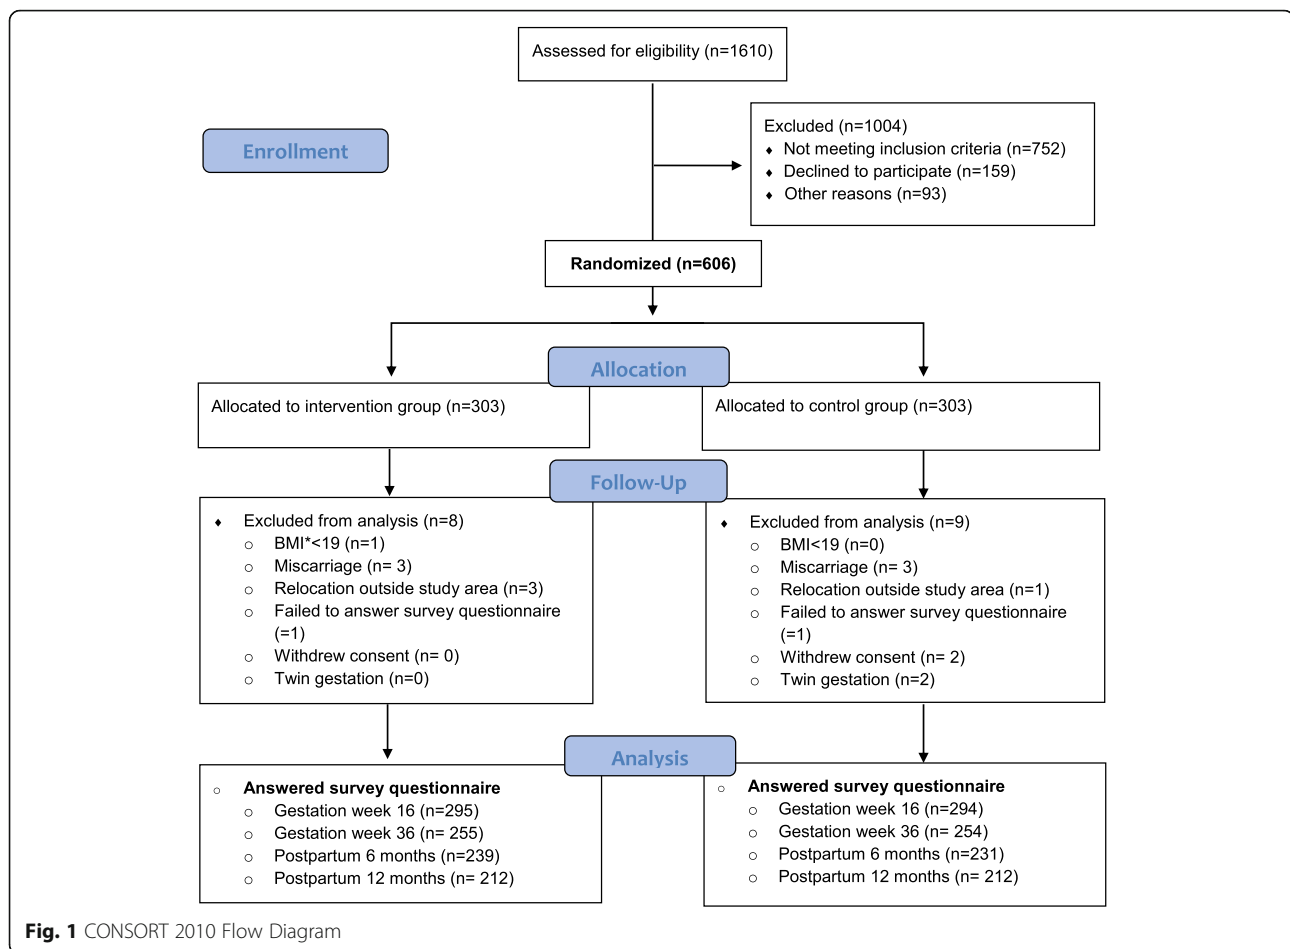 Assessed for eligibility (n=1610)
Excluded (n=1004)
♦ Not meeting inclusion criteria (n=752)
♦ Declined to participate (n=159)
♦ Other reasons (n=93)
Enrollment
Randomized (n=606)
Allocation
Allocated to intervention group (n=303)
Allocated to control group (n=303)
Follow-Up
♦ Excluded from analysis (n=8)
○ BMI*<19 (n=1)
○ Miscarriage (n= 3)
○ Relocation outside study area (n=3)
○ Failed to answer survey questionnaire
(=1)
○ Withdrew consent (n= 0)
○ Twin gestation (n=0)
♦ Excluded from analysis (n=9)
○ BMI<19 (n=0)
○ Miscarriage (n= 3)
○ Relocation outside study area (n=1)
○ Failed to answer survey questionnaire
(=1)
○ Withdrew consent (n= 2)
○ Twin gestation (n=2)
Analysis
○ Answered survey questionnaire
○ Gestation week 16 (n=295)
○ Gestation week 36 (n= 255)
○ Postpartum 6 months (n=239)
○ Postpartum 12 months (n= 212)
○ Answered survey questionnaire
○ Gestation week 16 (n=294)
○ Gestation week 36 (n= 254)
○ Postpartum 6 months (n=231)
○ Postpartum 12 months (n= 212)
Fig. 1 CONSORT 2010 Flow Diagram